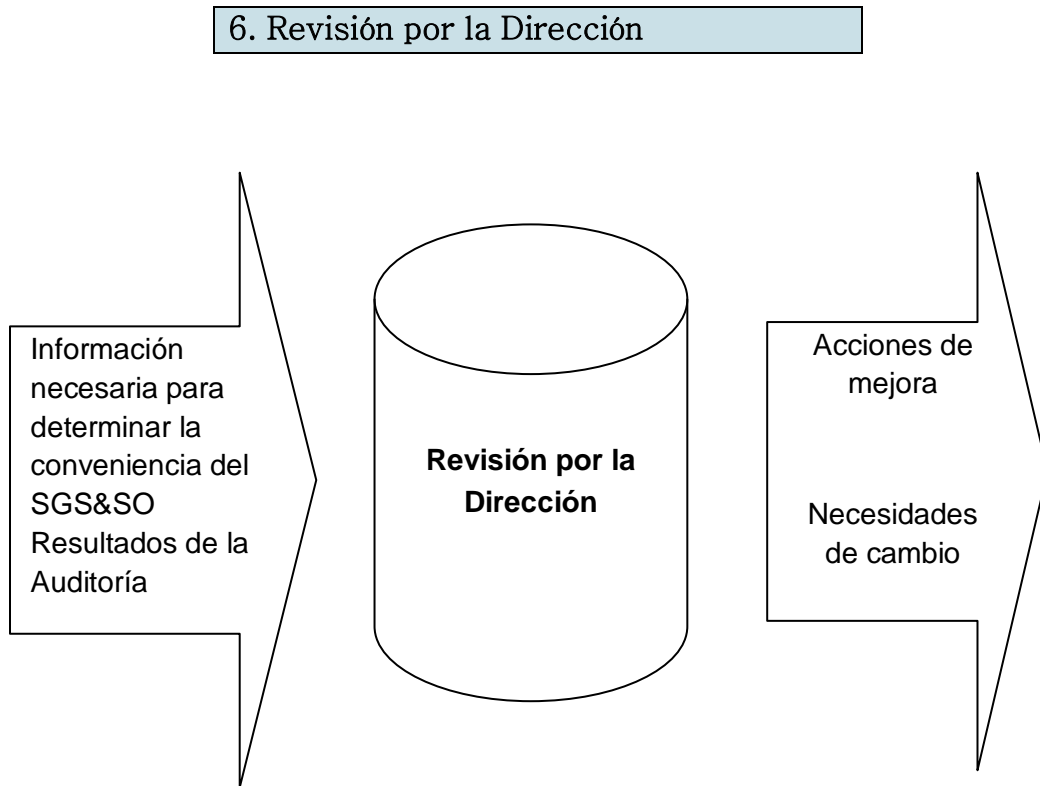 6. Revisión por la Dirección
Información
necesaria para
determinar la
conveniencia del
SGS&SO
Resultados de la
Auditoría
Revisión por la
Dirección
Acciones de
mejora
Necesidades
de cambio